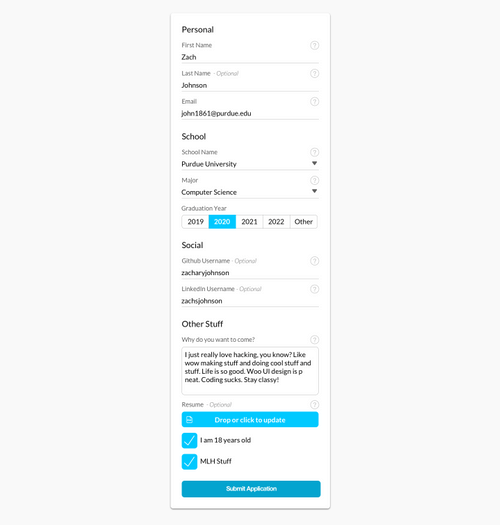 Personal
First Name
?
Zach
Last Name - Optional
?
Johnson
Email
?
john1861@purdue.edu
School
School Name
?
Purdue University
Major
?
Computer Science
Graduation Year
2019 2020 2021 2022 Other
Social
Github Username - Optional
?
zacharyjohnson
LinkedIn Username - Optional
?
zachsjohnson
Other Stuff
Why do you want to come?
?
I just really love hacking, you know? Like
wow making stuff and doing cool stuff and
stuff. Life is so good. Woo UI design is p
neat. Coding sucks. Stay classy!
Resume - Optional
?
Drop or click to update
I am 18 years old
MLH Stuff
Submit Application